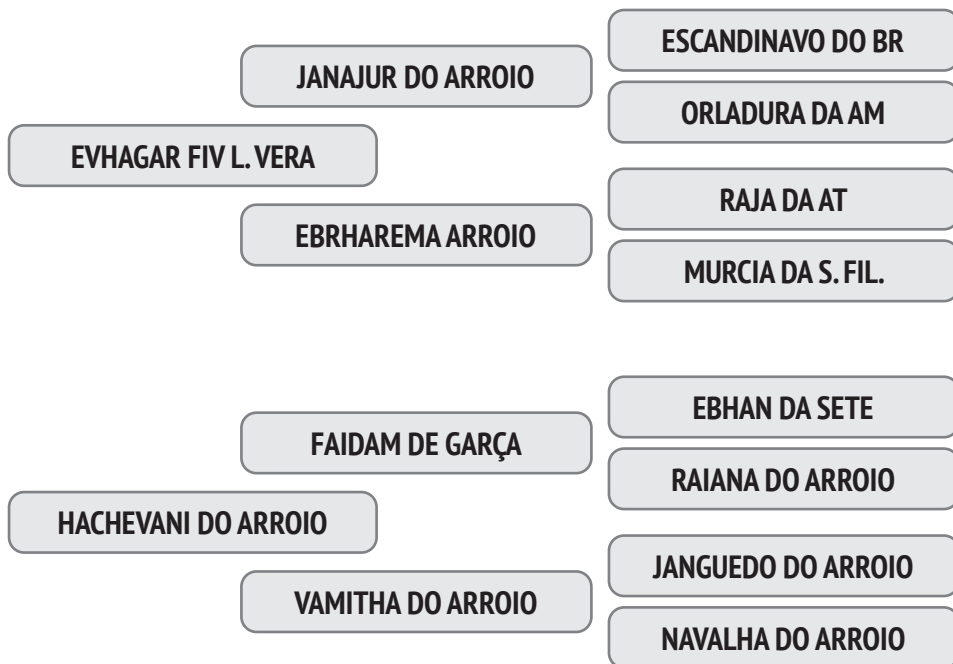 ESCANDINAVO DO BR
JANAJUR DO ARROIO
ORLADURA DA AM
EVHAGAR FIV L. VERA
RAJA DA AT
EBRHAREMA ARROIO
MURCIA DA S. FIL.
EBHAN DA SETE
FAIDAM DE GARÇA
RAIANA DO ARROIO
HACHEVANI DO ARROIO
JANGUEDO DO ARROIO
VAMITHA DO ARROIO
NAVALHA DO ARROIO